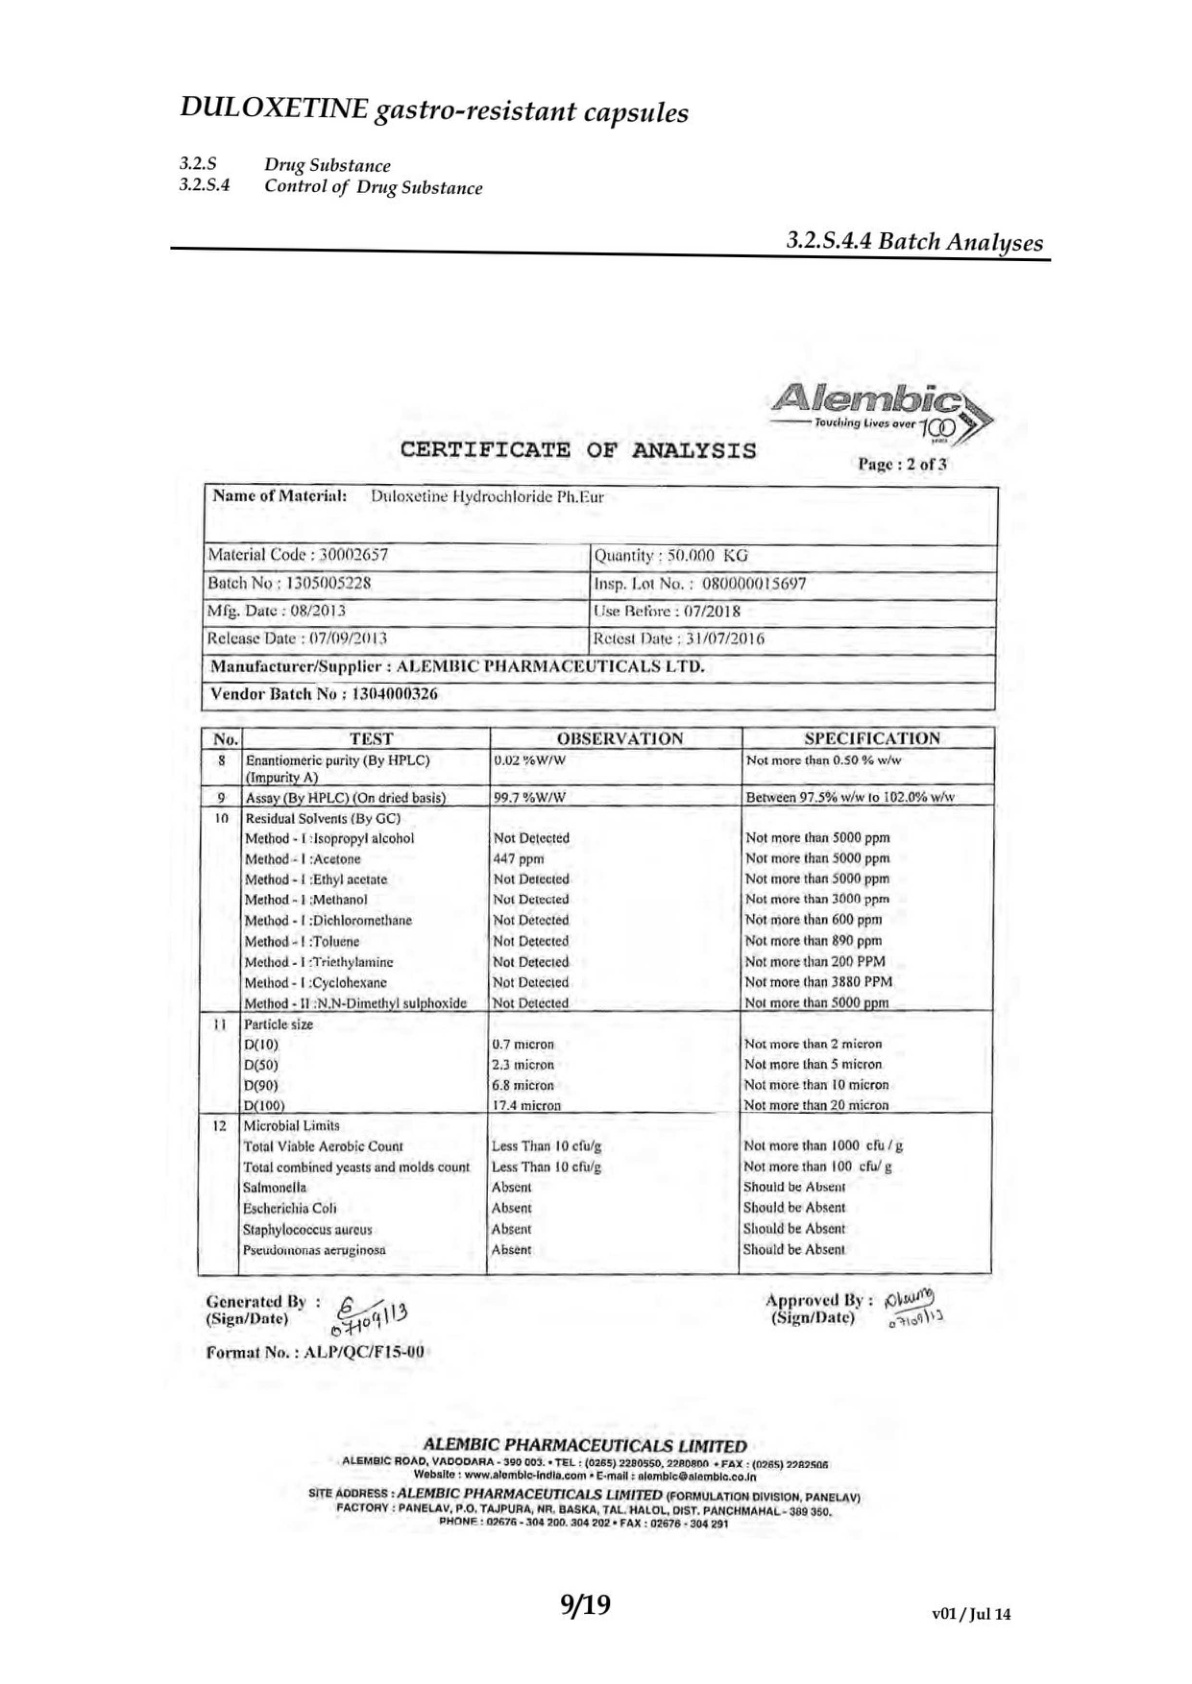 DULOXETINE gastro-resistant capsules
3.2.S Drug Substance
3.2.S.4 Control of Drug Substance
3.2.S.4.4 Batch Analyses
Alembic
Touching Lives over 100 years
CERTIFICATE OF ANALYSIS
Page : 2 of 3
Name of Material: Duloxetine Hydrochloride Ph.Eur
Material Code : 30002657 Quantity : 50.000 KG
Batch No : 1305005228 Insp. Lot No. : 080000015697
Mfg. Date : 08/2013 Use Before : 07/2018
Release Date : 07/09/2013 Retest Date : 31/07/2016
Manufacturer/Supplier : ALEMBIC PHARMACEUTICALS LTD.
Vendor Batch No : 1304000326
No. TEST OBSERVATION SPECIFICATION
8 Enantiomeric purity (By HPLC) 0.02 %W/W Not more than 0.50 % w/w
(Impurity A)
9 Assay (By HPLC) (On dried basis) 99.7 %W/W Between 97.5% w/w to 102.0% w/w
10 Residual Solvents (By GC)
Method - I :Isopropyl alcohol Not Detected Not more than 5000 ppm
Method - I :Acetone 447 ppm Not more than 5000 ppm
Method - I :Ethyl acetate Not Detected Not more than 5000 ppm
Method - I :Methanol Not Detected Not more than 3000 ppm
Method - I :Dichloromethane Not Detected Not more than 600 ppm
Method - I :Toluene Not Detected Not more than 890 ppm
Method - I :Triethylamine Not Detected Not more than 200 PPM
Method - I :Cyclohexane Not Detected Not more than 3880 PPM
Method - II :N,N-Dimethyl sulphoxide Not Detected Not more than 5000 ppm
11 Particle size
D(10) 0.7 micron Not more than 2 micron
D(50) 2.3 micron Not more than 5 micron
D(90) 6.8 micron Not more than 10 micron
D(100) 17.4 micron Not more than 20 micron
12 Microbial Limits
Total Viable Aerobic Count Less Than 10 cfu/g Not more than 1000 cfu / g
Total combined yeasts and molds count Less Than 10 cfu/g Not more than 100 cfu/ g
Salmonella Absent Should be Absent
Escherichia Coli Absent Should be Absent
Staphylococcus aureus Absent Should be Absent
Pseudomonas aeruginosa Absent Should be Absent
Generated By : Approved By :
(Sign/Date) 07/09/13 (Sign/Date) 07/09/13
Format No. : ALP/QC/F15-00
ALEMBIC PHARMACEUTICALS LIMITED
ALEMBIC ROAD, VADODARA - 390 003. • TEL : (0265) 2280550, 2280800 • FAX : (0265) 2282506
Website : www.alembic-india.com • E-mail : alembic@alembic.co.in
SITE ADDRESS : ALEMBIC PHARMACEUTICALS LIMITED (FORMULATION DIVISION, PANELAV)
FACTORY : PANELAV, P.O. TAJPURA, NR. BASKA, TAL. HALOL, DIST. PANCHMAHAL - 389 350.
PHONE : 02676 - 304 200. 304 202 • FAX : 02676 - 304 291
9/19
v01 / Jul 14